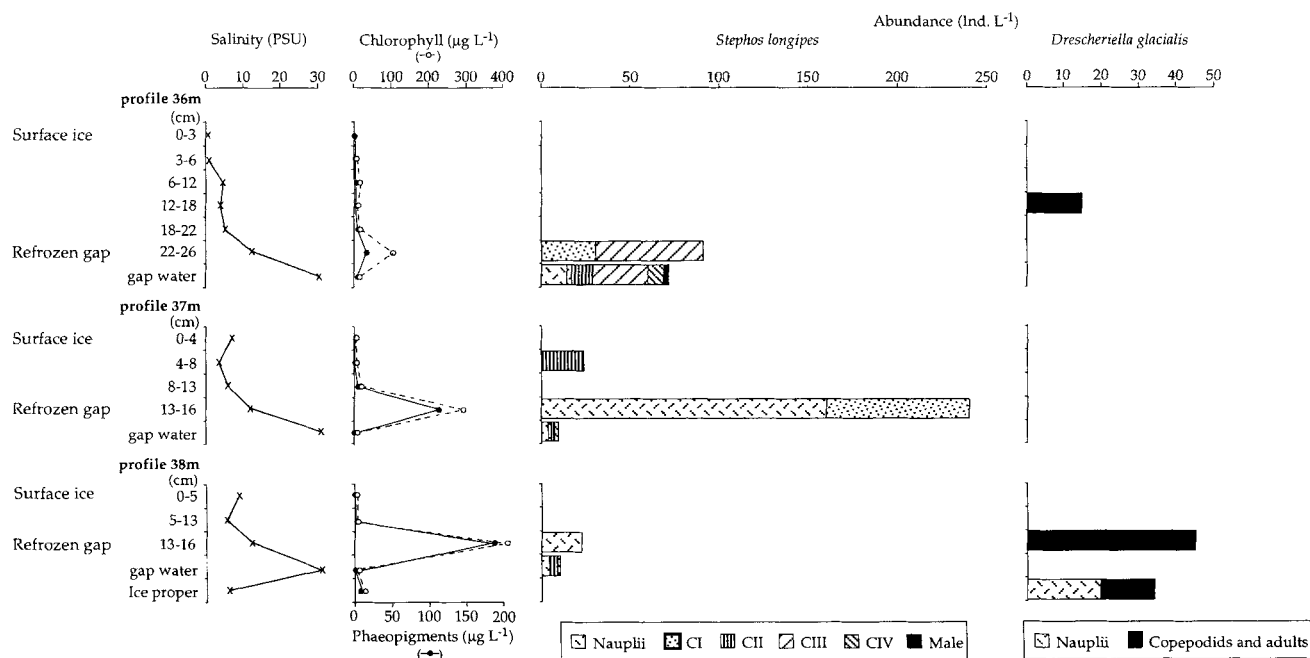 Abundance (Ind. L-1)
Salinity (PSU)
Chlorophyll (µg L-1)
(-o-)
Stephos longipes
Drescheriella glacialis
0 10 20 30
0 100 200 300 400
0 50 100 150 200 250
0 10 20 30 40 50
profile 36m
(cm)
Surface ice 0-3
3-6
6-12
12-18
18-22
Refrozen gap 22-26
gap water
profile 37m
(cm)
Surface ice 0-4
4-8
8-13
Refrozen gap 13-16
gap water
profile 38m
(cm)
Surface ice 0-5
5-13
Refrozen gap 13-16
gap water
Ice proper
0 50 100 150 200
Phaeopigments (µg L-1)
(-●-)
Nauplii CI CII CIII CIV Male
Nauplii Copepodids and adults